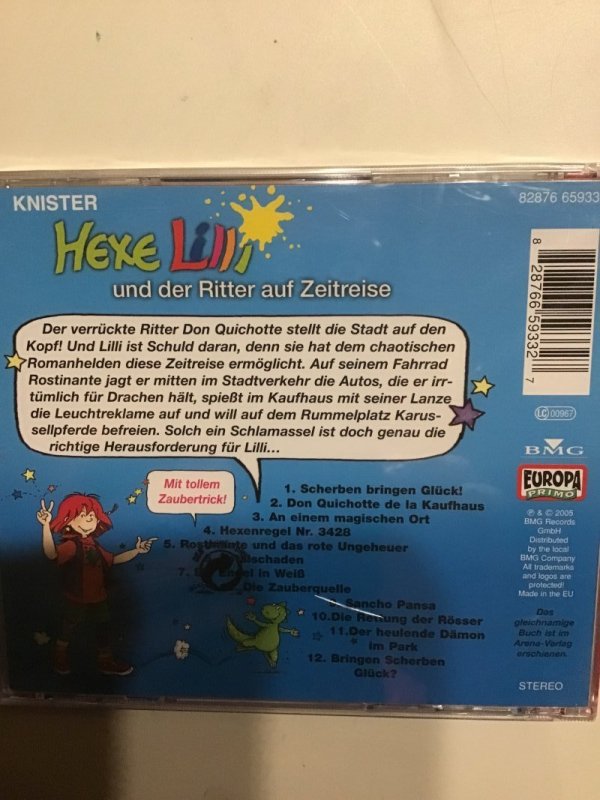 KNISTER
82876 65933
HEXE LILLI
und der Ritter auf Zeitreise
Der verrückte Ritter Don Quichotte stellt die Stadt auf den
Kopf! Und Lilli ist Schuld daran, denn sie hat dem chaotischen
Romanhelden diese Zeitreise ermöglicht. Auf seinem Fahrrad
Rostinante jagt er mitten im Stadtverkehr die Autos, die er irr-
tümlich für Drachen hält, spießt im Kaufhaus mit seiner Lanze
die Leuchtreklame auf und will auf dem Rummelplatz Karus-
sellpferde befreien. Solch ein Schlamassel ist doch genau die
richtige Herausforderung für Lilli...
Mit tollem
Zaubertrick!
1. Scherben bringen Glück!
2. Don Quichotte de la Kaufhaus
3. An einem magischen Ort
4. Hexenregel Nr. 3428
5. Rostinante und das rote Ungeheuer
7. Engel in Weiß
Die Zauberquelle
Sancho Pansa
10.Die Rettung der Rösser
11.Der heulende Dämon
im Park
12. Bringen Scherben
Glück?
8 28766 59332 7
LC 00967
BMG
EUROPA
PRIMO
℗ & © 2005
BMG Records
GmbH
Distributed
by the local
BMG Company
All trademarks
and logos are
protected!
Made in the EU
Das
gleichnamige
Buch ist im
Arena-Verlag
erschienen.
STEREO